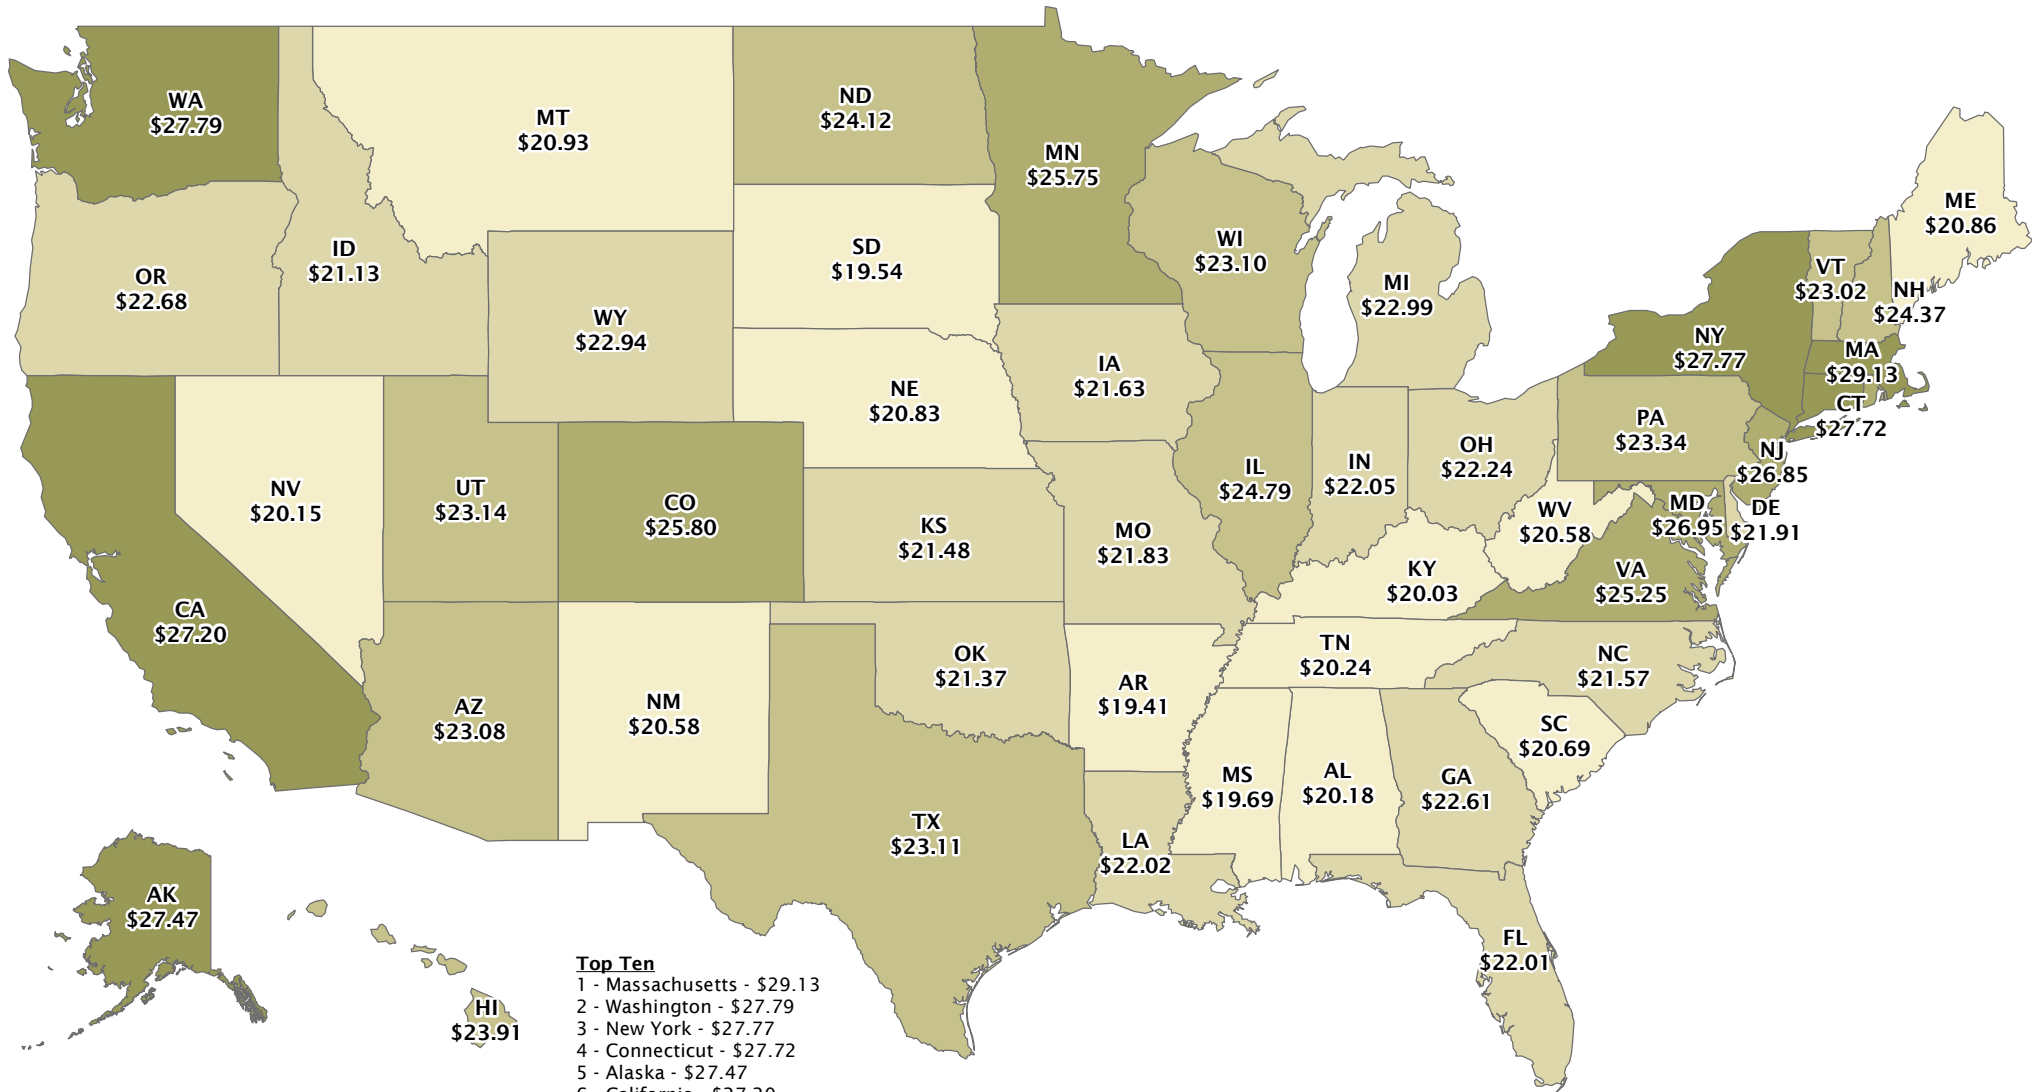 WA
$27.79
MT
$20.93
ND
$24.12
MN
$25.75
ME
$20.86
OR
$22.68
ID
$21.13
SD
$19.54
WI
$23.10
MI
$22.99
VT
$23.02
NH
$24.37
WY
$22.94
NY
$27.77
MA
$29.13
IA
$21.63
NE
$20.83
CT
$27.72
PA
$23.34
NJ
$26.85
NV
$20.15
UT
$23.14
CO
$25.80
IL
$24.79
IN
$22.05
OH
$22.24
KS
$21.48
MO
$21.83
WV
$20.58
MD
$26.95
DE
$21.91
KY
$20.03
VA
$25.25
CA
$27.20
OK
$21.37
TN
$20.24
NC
$21.57
AZ
$23.08
NM
$20.58
AR
$19.41
SC
$20.69
MS
$19.69
AL
$20.18
GA
$22.61
TX
$23.11
LA
$22.02
AK
$27.47
FL
$22.01
HI
$23.91
Top Ten
1 - Massachusetts - $29.13
2 - Washington - $27.79
3 - New York - $27.77
4 - Connecticut - $27.72
5 - Alaska - $27.47
6 - California - $27.20